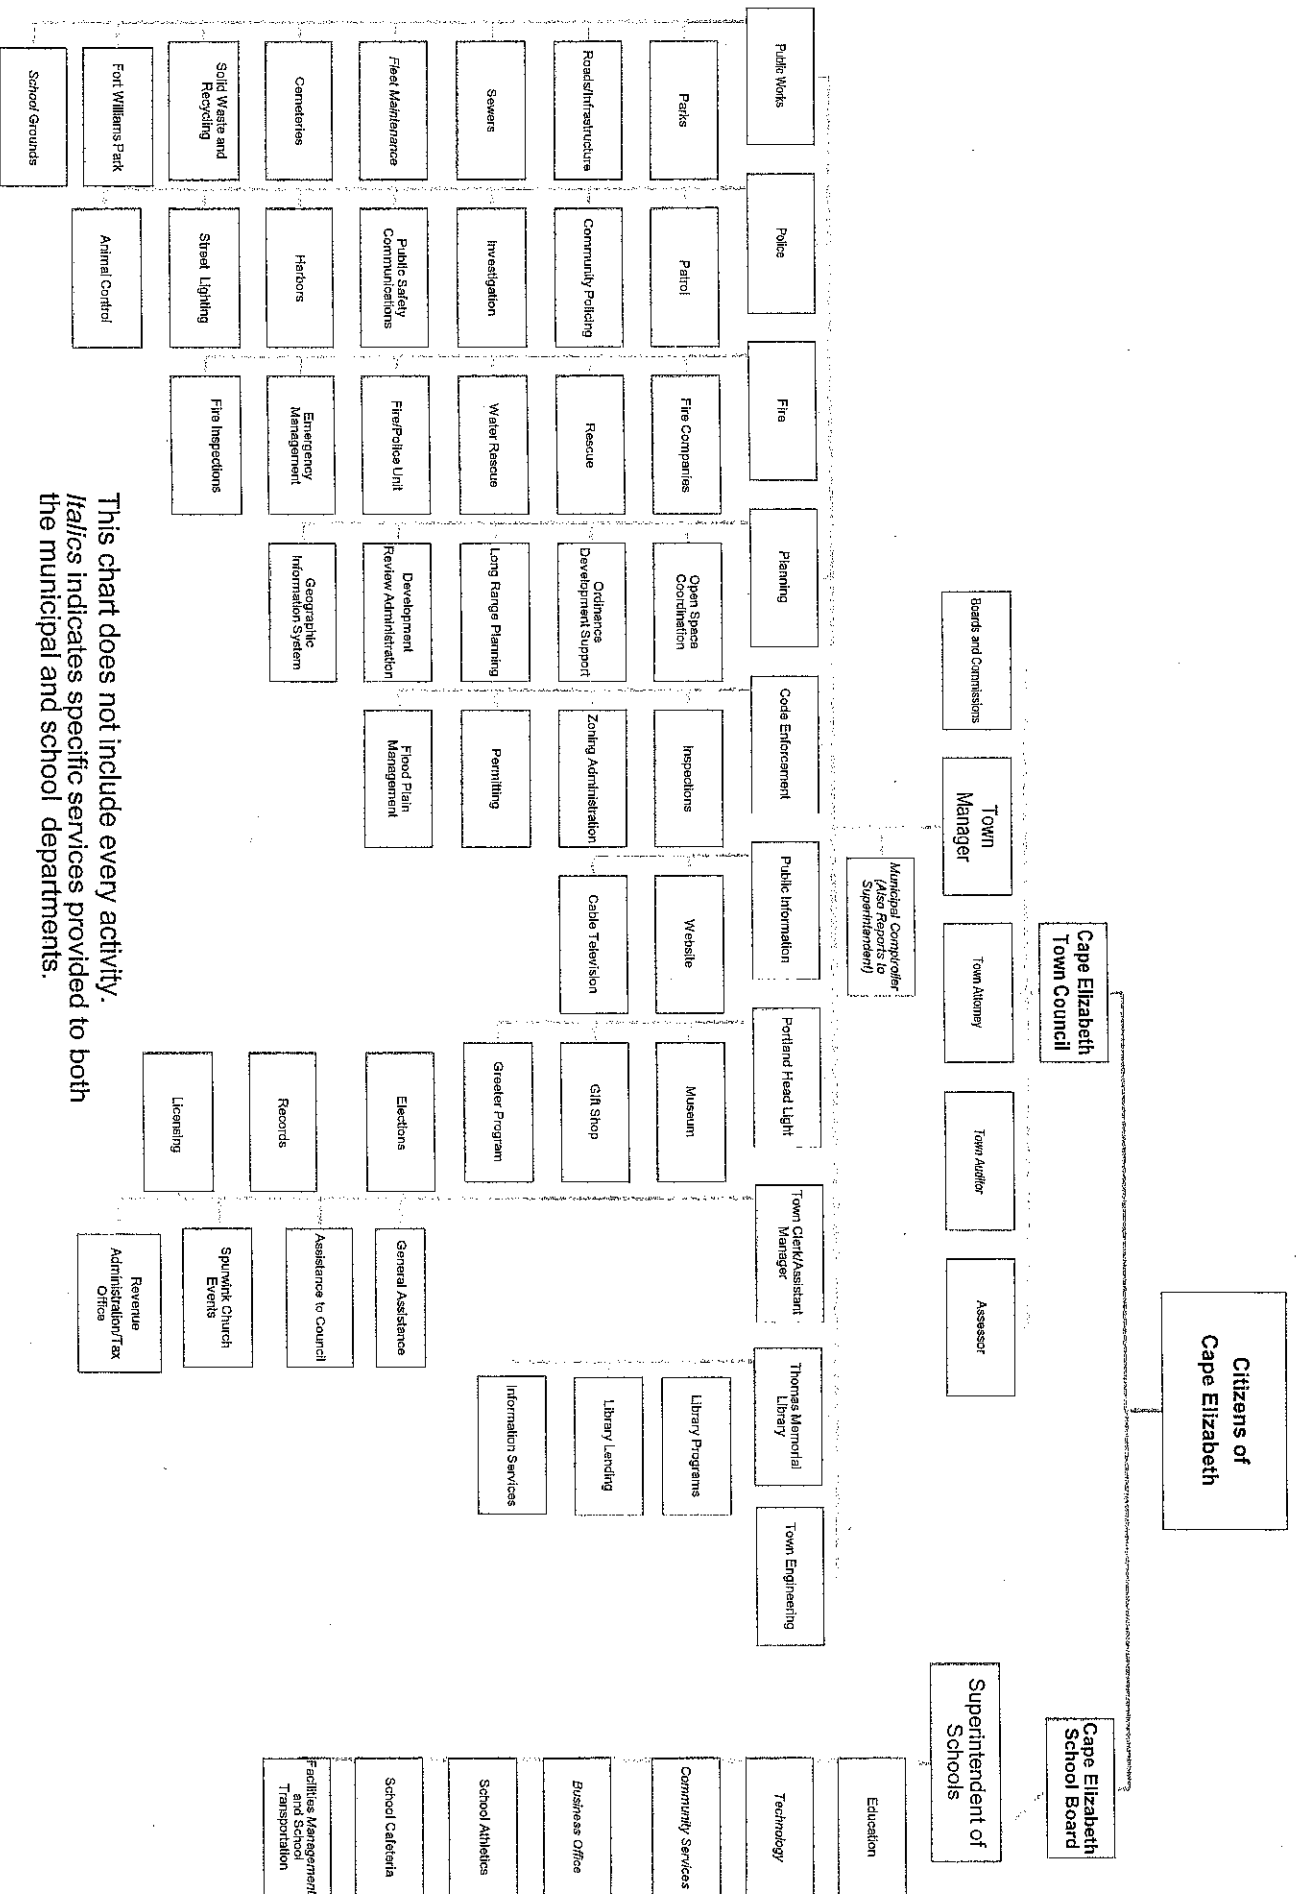 Citizens of
Cape Elizabeth
Cape Elizabeth
Town Council
Cape Elizabeth
School Board
Boards and Commissions
Town
Manager
Town Attorney
Town Auditor
Assessor
Superintendent of
Schools
Municipal Comptroller
(Also Reports to
Superintendent)
Public Works
Police
Fire
Planning
Code Enforcement
Public Information
Portland Head Light
Town Clerk/Assistant
Manager
Thomas Memorial
Library
Town Engineering
Parks
Roads/Infrastructure
Sewers
Fleet Maintenance
Cemeteries
Solid Waste and
Recycling
Fort Williams Park
School Grounds
Patrol
Community Policing
Investigation
Public Safety
Communications
Harbors
Street Lighting
Animal Control
Fire Companies
Rescue
Water Rescue
Fire/Police Unit
Emergency
Management
Fire Inspections
Open Space
Coordination
Ordinance
Development Support
Long Range Planning
Development
Review Administration
Geographic
Information System
Inspections
Zoning Administration
Permitting
Flood Plain
Management
Website
Cable Television
Museum
Gift Shop
Greeter Program
Elections
Records
Licensing
General Assistance
Assistance to Council
Spurwink Church
Events
Revenue
Administration/Tax
Office
Library Programs
Library Lending
Information Services
Education
Technology
Community Services
Business Office
School Athletics
School Cafeteria
Facilities Management
and School
Transportation
This chart does not include every activity.
Italics indicates specific services provided to both
the municipal and school departments.